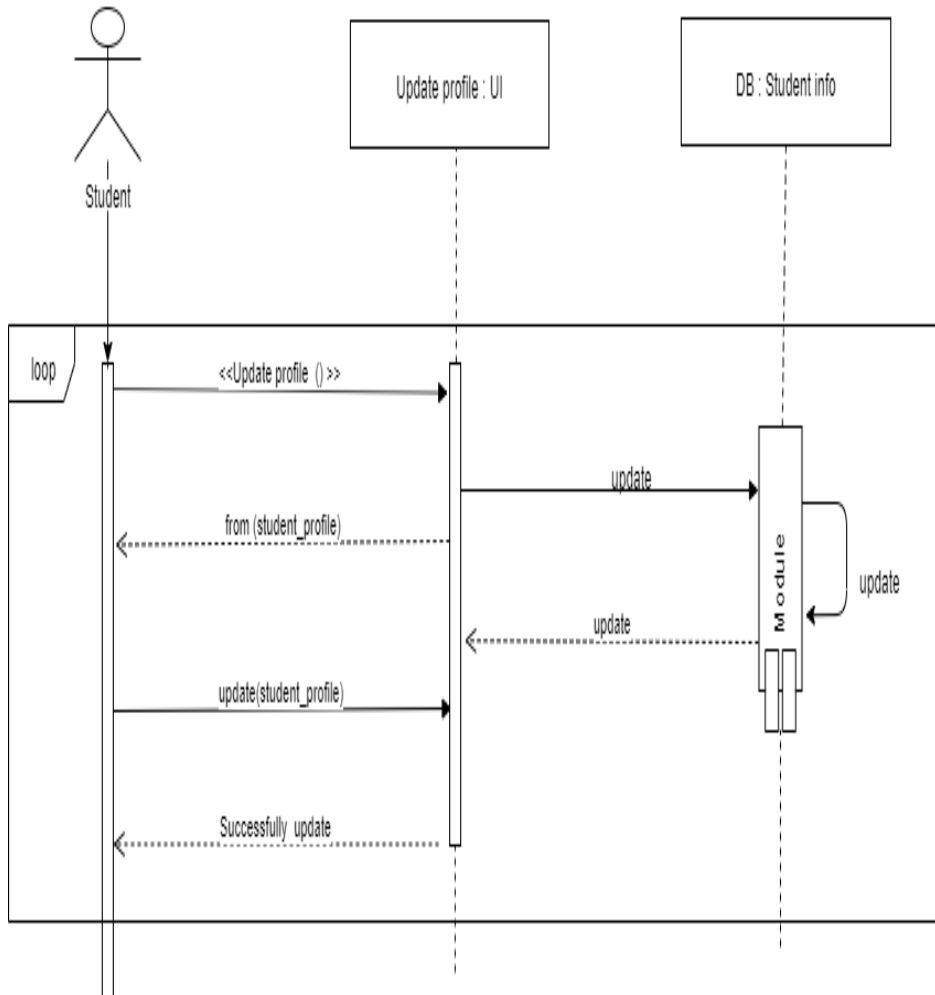 Update profile : UI
DB : Student info
Student
loop
<<Update profile () >>
update
from (student_profile)
Module
update
update
update(student_profile)
Successfully update